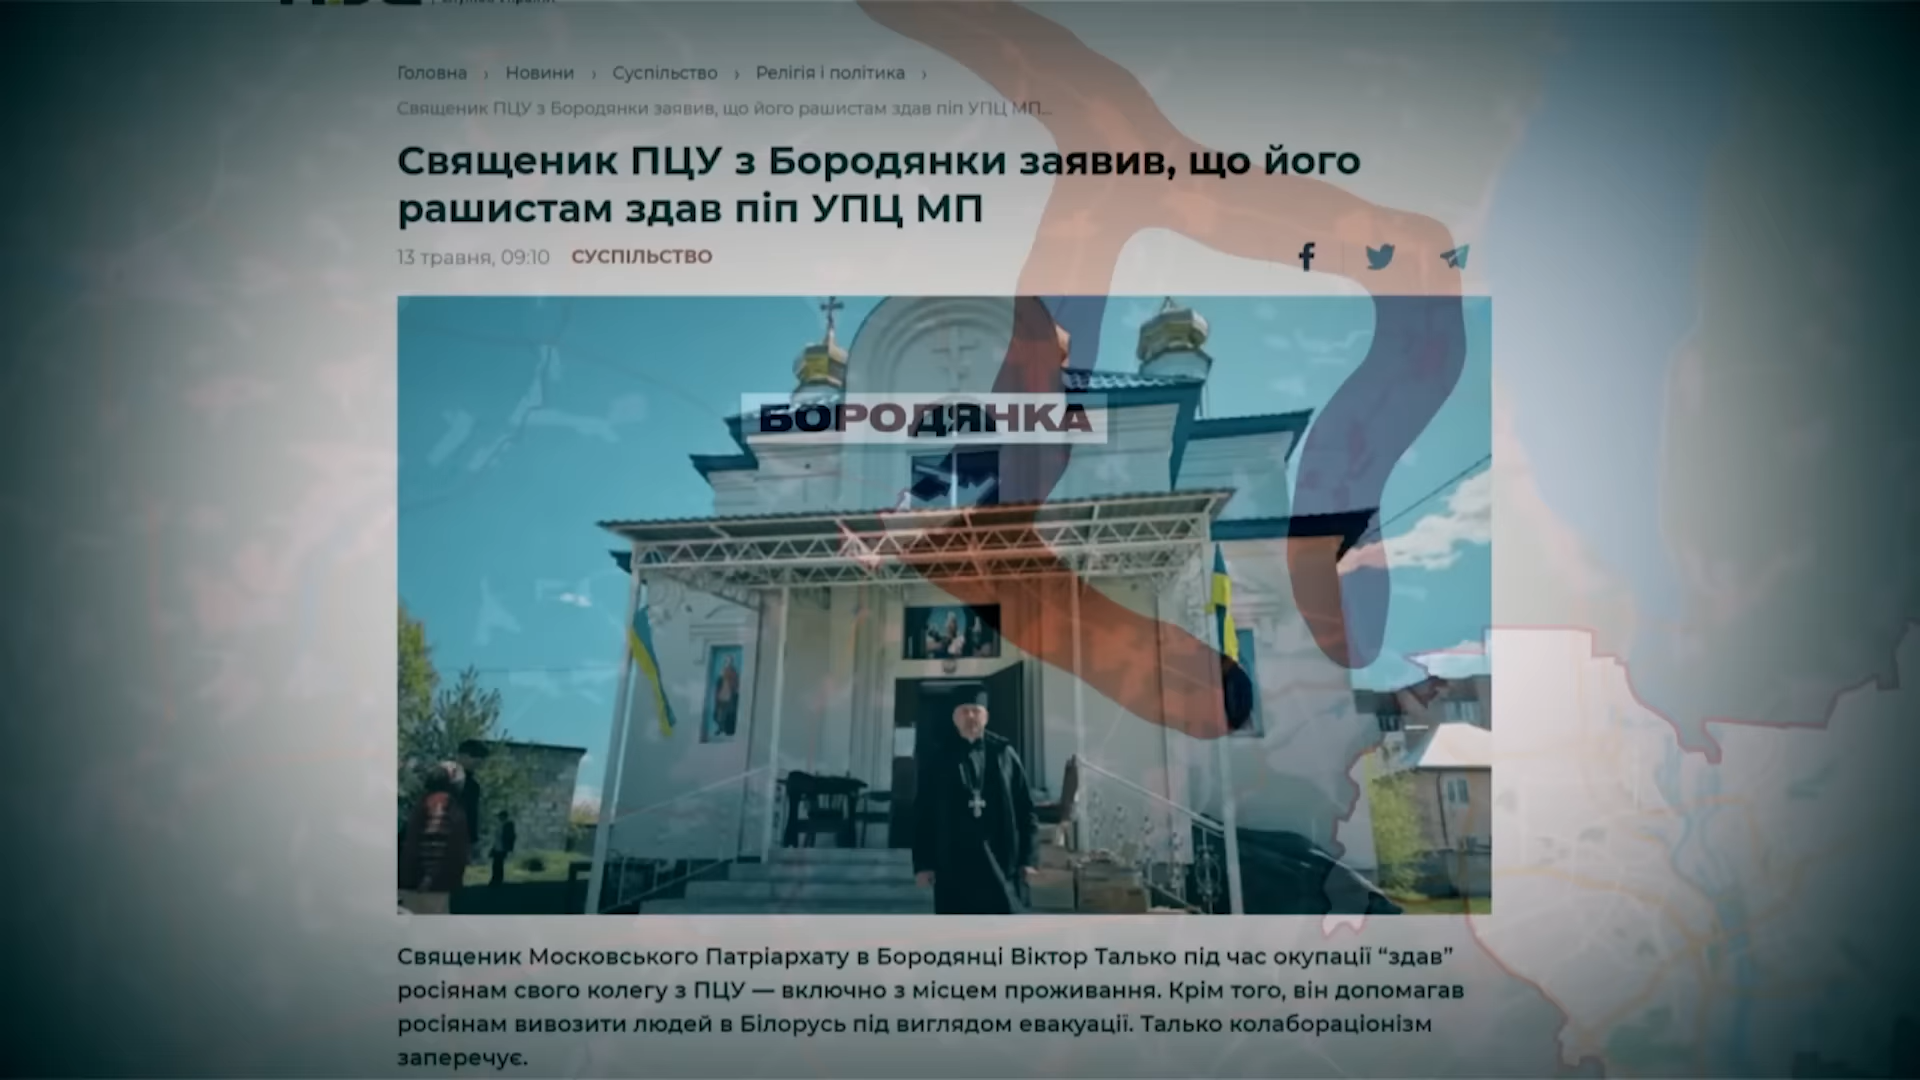 Головна › Новини › Суспільство › Релігія і політика ›
Священик ПЦУ з Бородянки заявив, що його рашистам здав піп УПЦ МП...
Священик ПЦУ з Бородянки заявив, що його
рашистам здав піп УПЦ МП
13 травня, 09:10 СУСПІЛЬСТВО
БОРОДЯНКА
Священик Московського Патріархату в Бородянці Віктор Талько під час окупації “здав”
росіянам свого колегу з ПЦУ — включно з місцем проживання. Крім того, він допомагав
росіянам вивозити людей в Білорусь під виглядом евакуації. Талько колабораціонізм
заперечує.